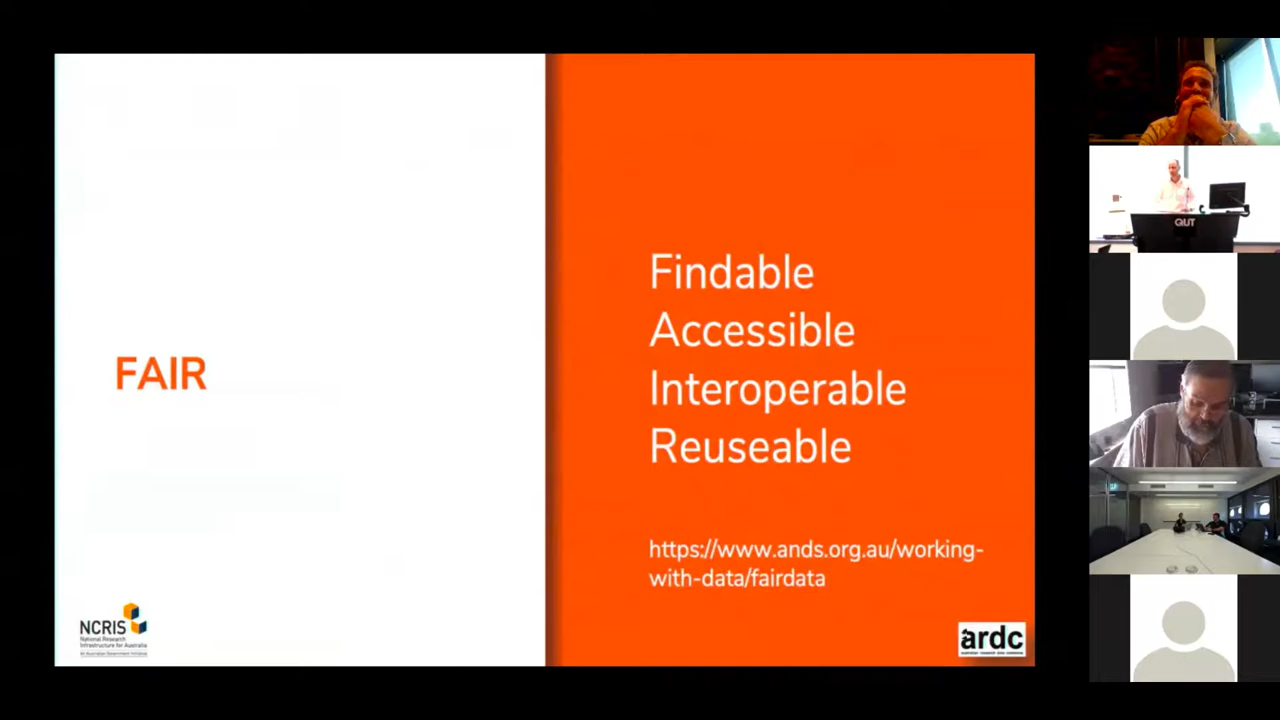 FAIR
Findable
Accessible
Interoperable
Reuseable
https://www.ands.org.au/working-
with-data/fairdata
NCRIS
National Research
Infrastructure for Australia
An Australian Government Initiative
ardc
QUT